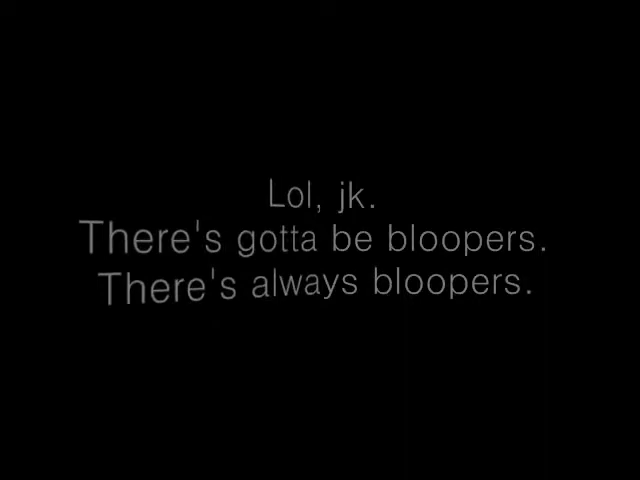 Lol, jk.
There's gotta be bloopers.
There's always bloopers.